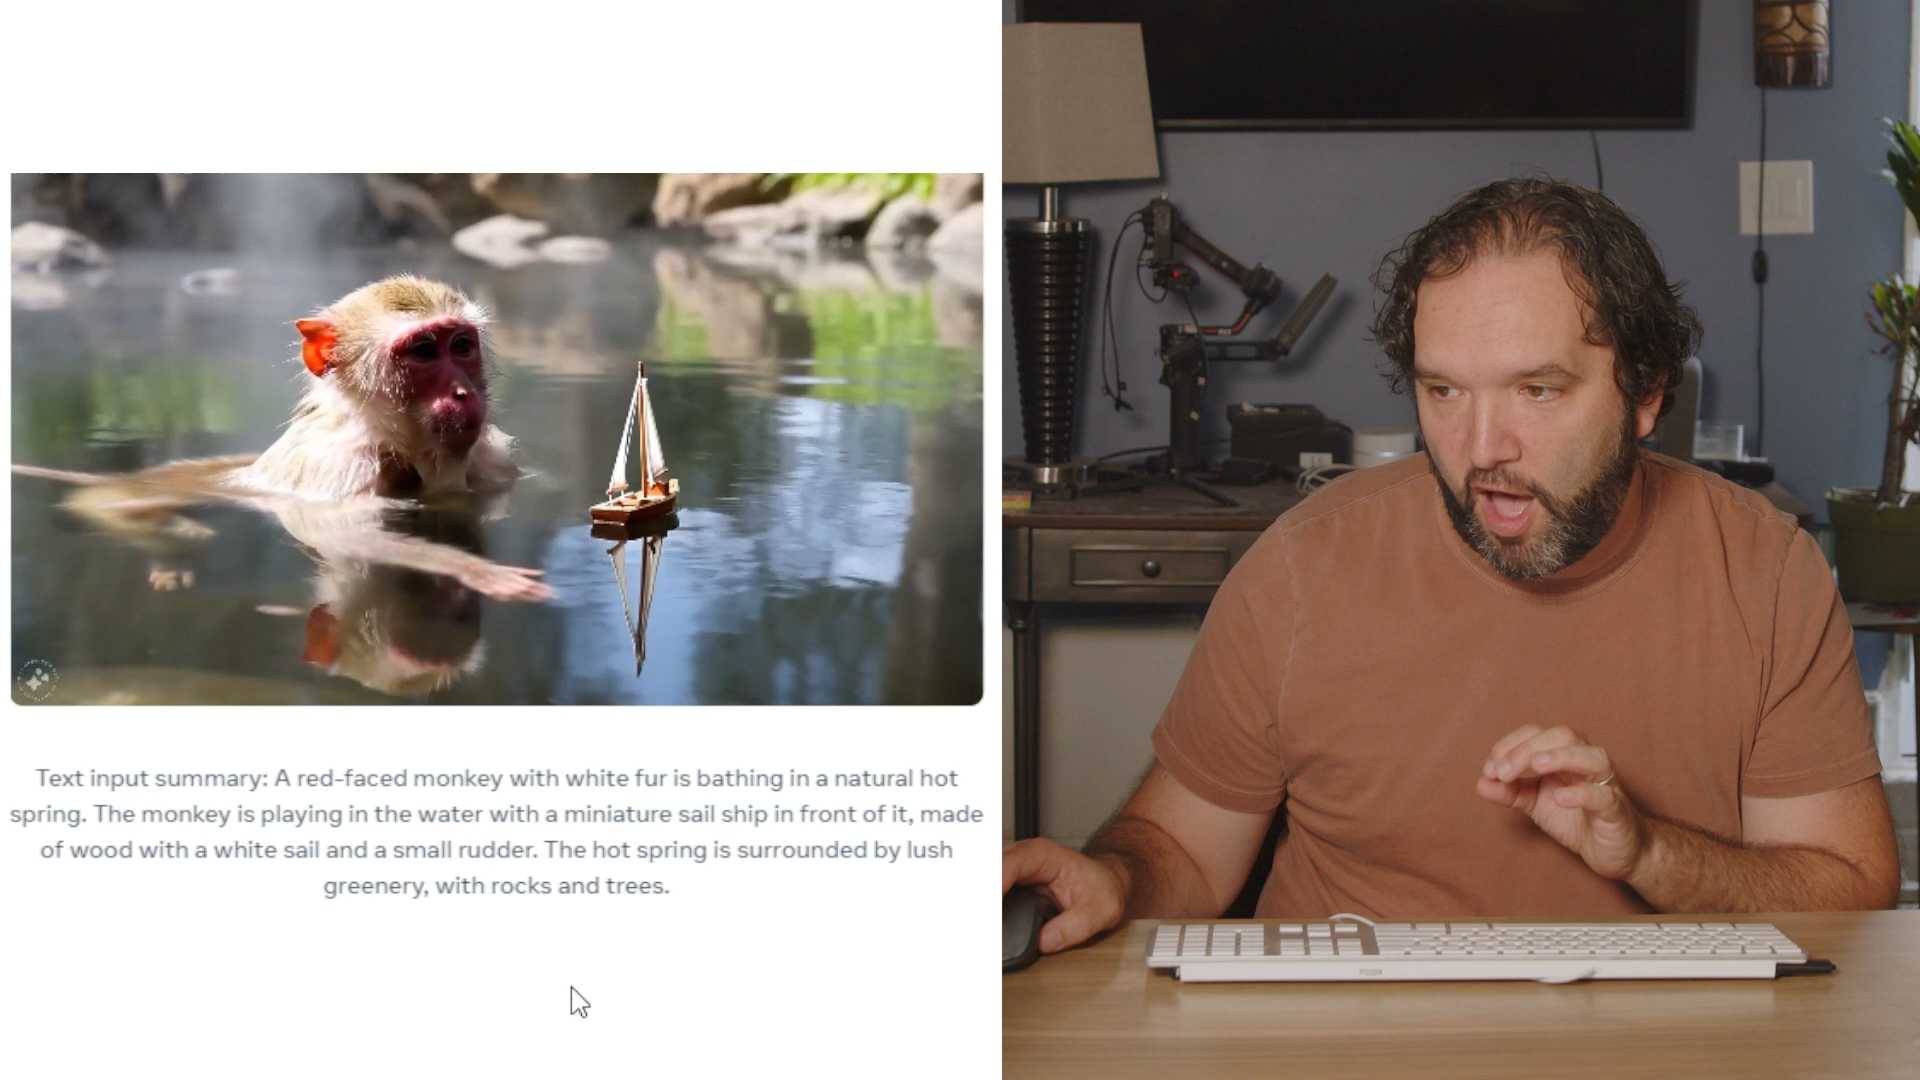 Text input summary: A red-faced monkey with white fur is bathing in a natural hot
spring. The monkey is playing in the water with a miniature sail ship in front of it, made
of wood with a white sail and a small rudder. The hot spring is surrounded by lush
greenery, with rocks and trees.